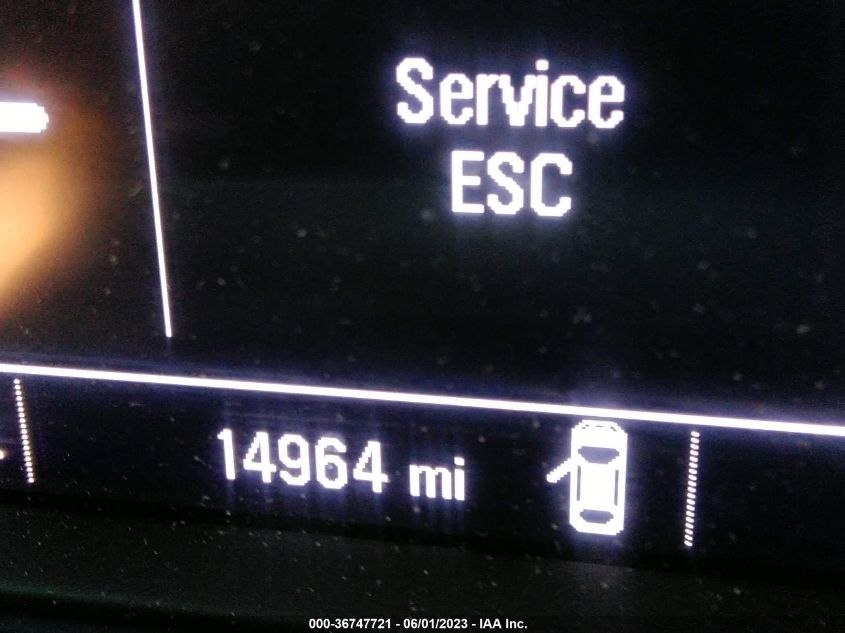 Service
ESC
14964 mi
000-36747721 - 06/01/2023 - IAA Inc.